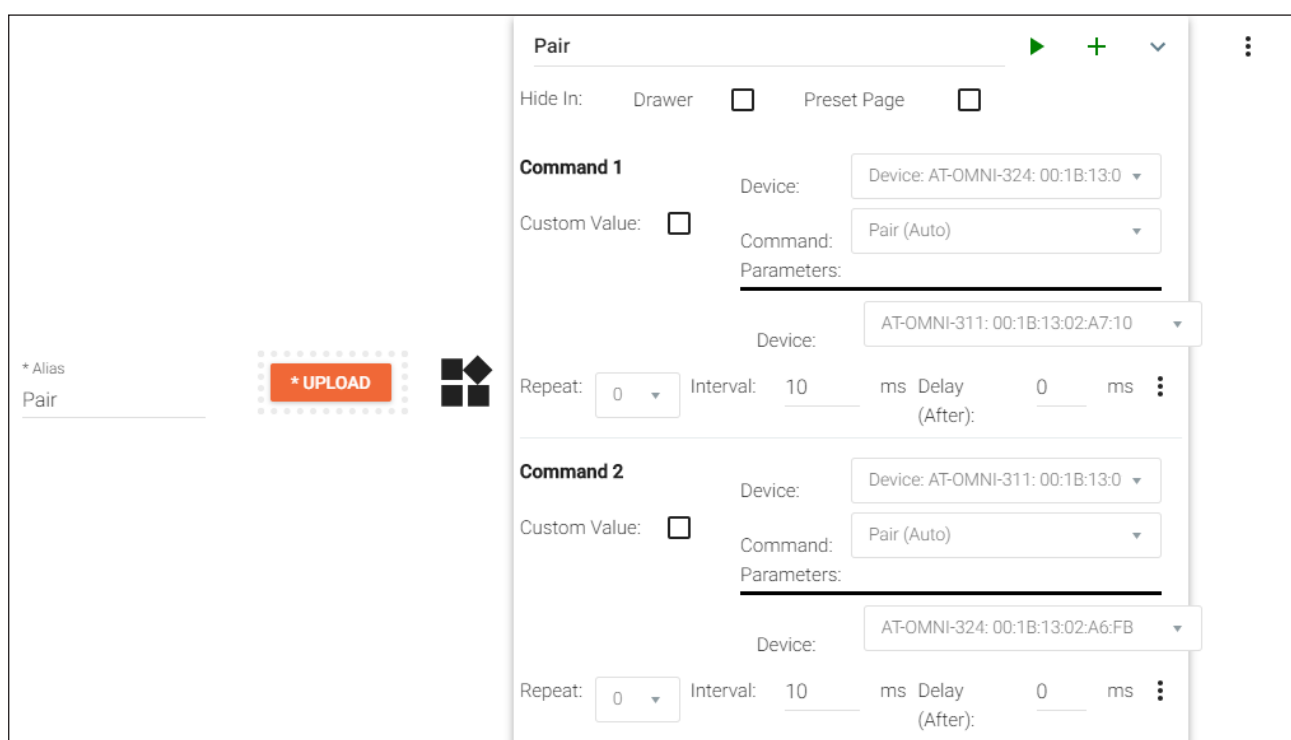 Pair
Hide In: Drawer Preset Page
Command 1
Device: Device: AT-OMNI-324: 00:1B:13:0
Custom Value:
Command: Pair (Auto)
Parameters:
Device: AT-OMNI-311: 00:1B:13:02:A7:10
* Alias
Pair
* UPLOAD
Repeat: 0 Interval: 10 ms Delay (After): 0 ms
Command 2
Device: Device: AT-OMNI-311: 00:1B:13:0
Custom Value:
Command: Pair (Auto)
Parameters:
Device: AT-OMNI-324: 00:1B:13:02:A6:FB
Repeat: 0 Interval: 10 ms Delay (After): 0 ms